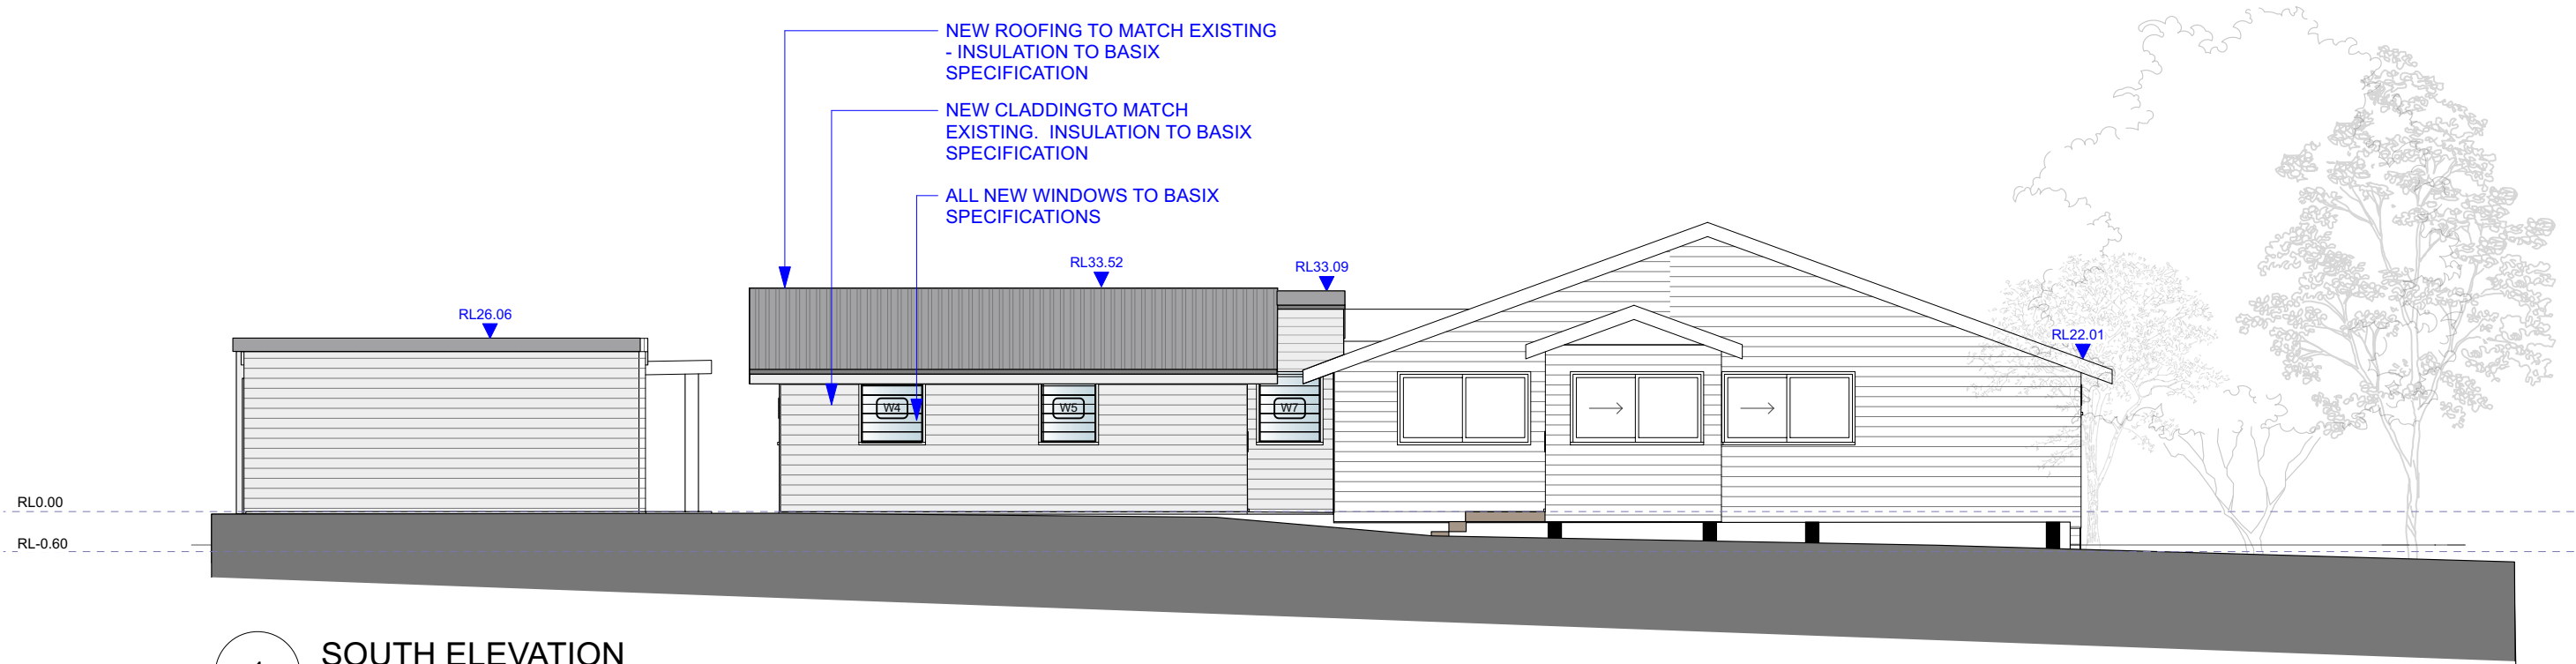 NEW ROOFING TO MATCH EXISTING
- INSULATION TO BASIX
SPECIFICATION
NEW CLADDINGTO MATCH
EXISTING.  INSULATION TO BASIX
SPECIFICATION
ALL NEW WINDOWS TO BASIX
SPECIFICATIONS
RL33.52
RL33.09
RL26.06
RL22.01
W4
W5
W7
RL0.00
RL-0.60
SOUTH ELEVATION